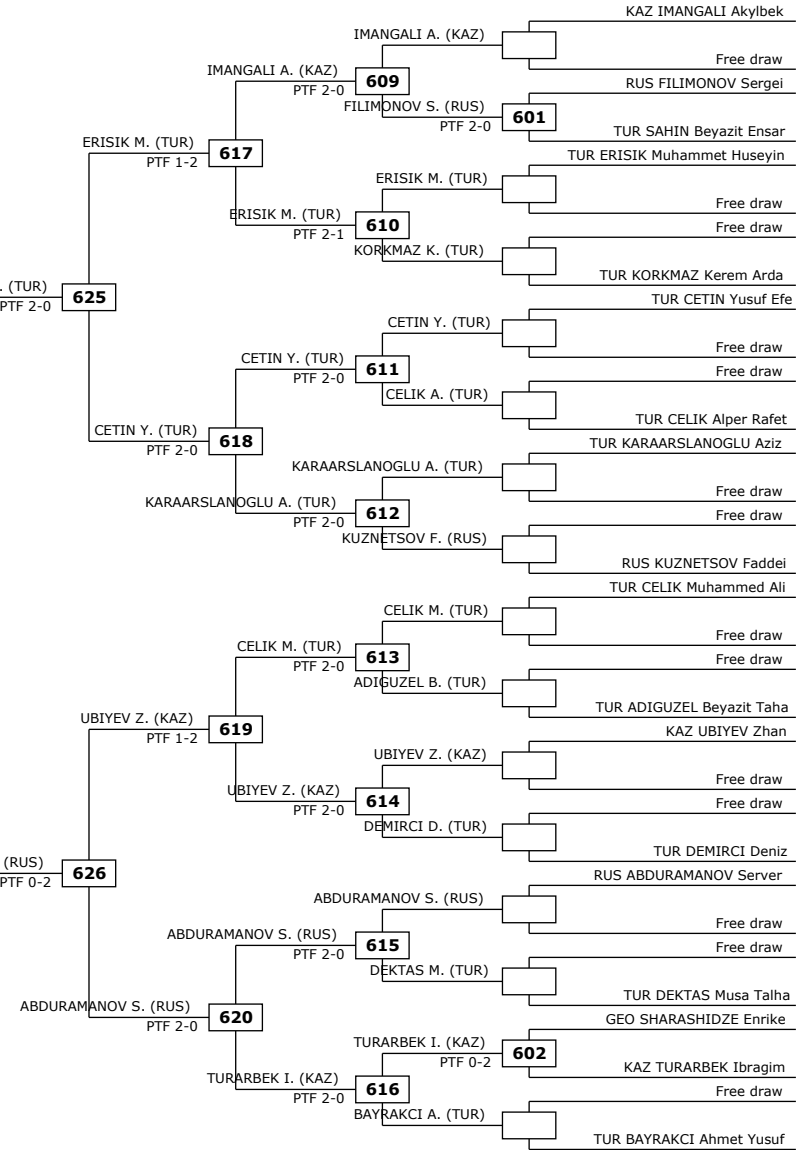 KAZ IMANGALI Akylbek
IMANGALI A. (KAZ)
Free draw
IMANGALI A. (KAZ)
609
PTF 2-0
RUS FILIMONOV Sergei
FILIMONOV S. (RUS)
601
PTF 2-0
TUR SAHIN Beyazit Ensar
ERISIK M. (TUR)
617
PTF 1-2
TUR ERISIK Muhammet Huseyin
ERISIK M. (TUR)
Free draw
ERISIK M. (TUR)
610
PTF 2-1
Free draw
KORKMAZ K. (TUR)
TUR KORKMAZ Kerem Arda
. (TUR)
625
PTF 2-0
TUR CETIN Yusuf Efe
CETIN Y. (TUR)
Free draw
CETIN Y. (TUR)
611
PTF 2-0
Free draw
CELIK A. (TUR)
TUR CELIK Alper Rafet
CETIN Y. (TUR)
618
PTF 2-0
TUR KARAARSLANOGLU Aziz
KARAARSLANOGLU A. (TUR)
Free draw
KARAARSLANOGLU A. (TUR)
612
PTF 2-0
Free draw
KUZNETSOV F. (RUS)
RUS KUZNETSOV Faddei
TUR CELIK Muhammed Ali
CELIK M. (TUR)
Free draw
CELIK M. (TUR)
613
PTF 2-0
Free draw
ADIGUZEL B. (TUR)
TUR ADIGUZEL Beyazit Taha
UBIYEV Z. (KAZ)
619
PTF 1-2
KAZ UBIYEV Zhan
UBIYEV Z. (KAZ)
Free draw
UBIYEV Z. (KAZ)
614
PTF 2-0
Free draw
DEMIRCI D. (TUR)
TUR DEMIRCI Deniz
(RUS)
626
PTF 0-2
RUS ABDURAMANOV Server
ABDURAMANOV S. (RUS)
Free draw
ABDURAMANOV S. (RUS)
615
PTF 2-0
Free draw
DEKTAS M. (TUR)
TUR DEKTAS Musa Talha
ABDURAMANOV S. (RUS)
620
PTF 2-0
GEO SHARASHIDZE Enrike
TURARBEK I. (KAZ)
602
PTF 0-2
KAZ TURARBEK Ibragim
TURARBEK I. (KAZ)
616
PTF 2-0
Free draw
BAYRAKCI A. (TUR)
TUR BAYRAKCI Ahmet Yusuf